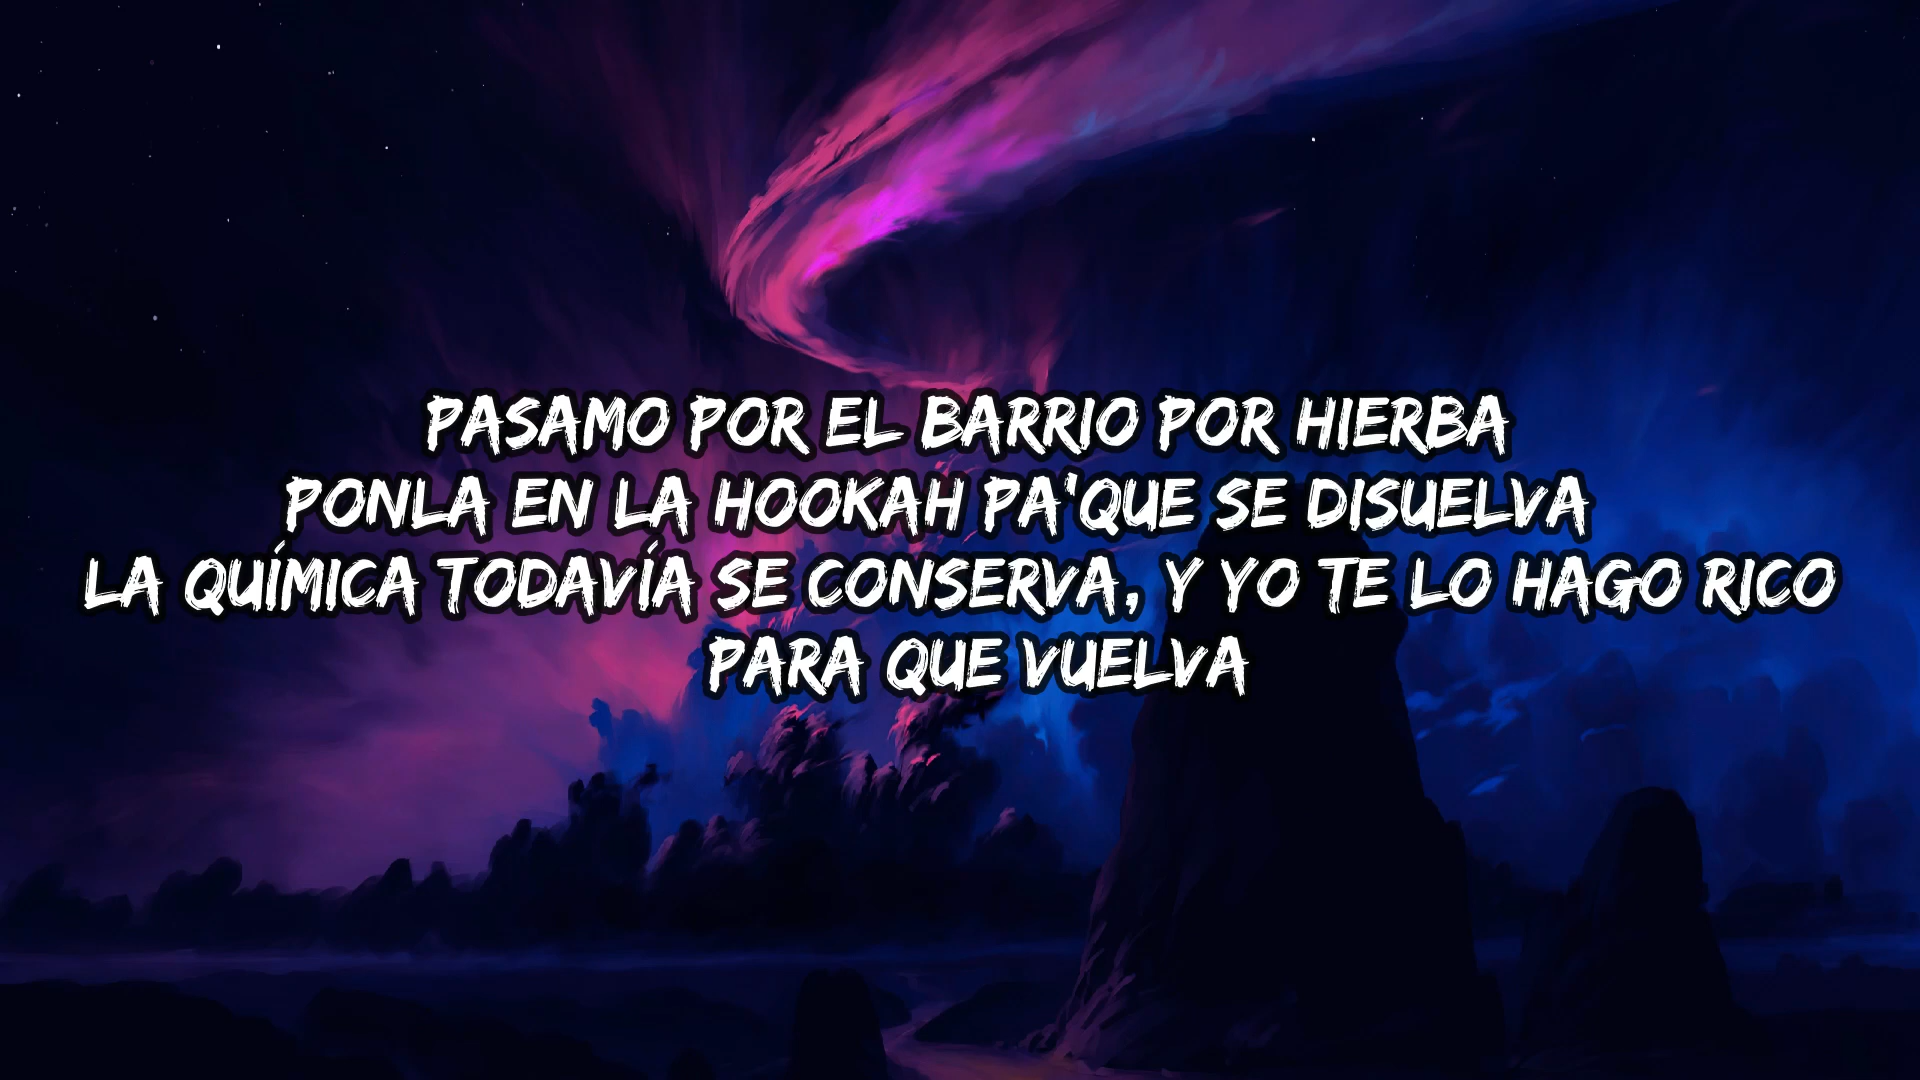 PASAMO POR EL BARRIO POR HIERBA
PONLA EN LA HOOKAH PA'QUE SE DISUELVA
LA QUÍMICA TODAVÍA SE CONSERVA, Y YO TE LO HAGO RICO
PARA QUE VUELVA